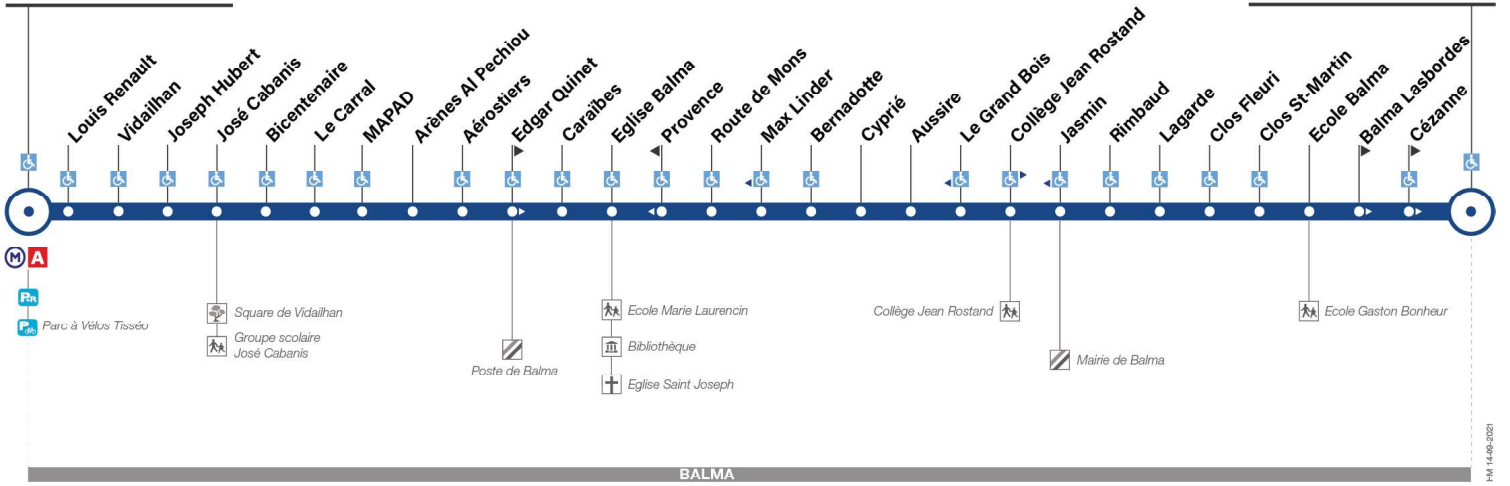 Louis Renault
Vidailhan
Joseph Hubert
José Cabanis
Bicentenaire
Le Carral
MAPAD
Arènes Al Pechiou
Aérostiers
Edgar Quinet
Caraïbes
Eglise Balma
Provence
Route de Mons
Max Linder
Bernadotte
Cyprié
Aussire
Le Grand Bois
Collège Jean Rostand
Jasmin
Rimbaud
Lagarde
Clos Fleuri
Clos St-Martin
Ecole Balma
Balma Lasbordes
Cézanne
M A
P+R
P
Parc à Vélos Tisséo
Square de Vidailhan
Groupe scolaire
José Cabanis
Poste de Balma
Ecole Marie Laurencin
Bibliothèque
Eglise Saint Joseph
Collège Jean Rostand
Mairie de Balma
Ecole Gaston Bonheur
BALMA
HM 14-09-2021